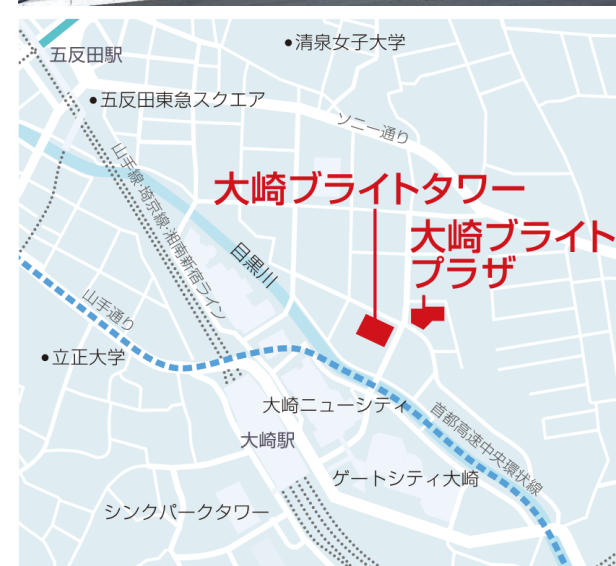 清泉女子大学
五反田駅
五反田東急スクエア
ソニー通り
山手線・埼京線・湘南新宿ライン
大崎ブライトタワー
大崎ブライト
プラザ
目黒川
山手通り
立正大学
大崎ニューシティ
首都高速中央環状線
大崎駅
ゲートシティ大崎
シンクパークタワー